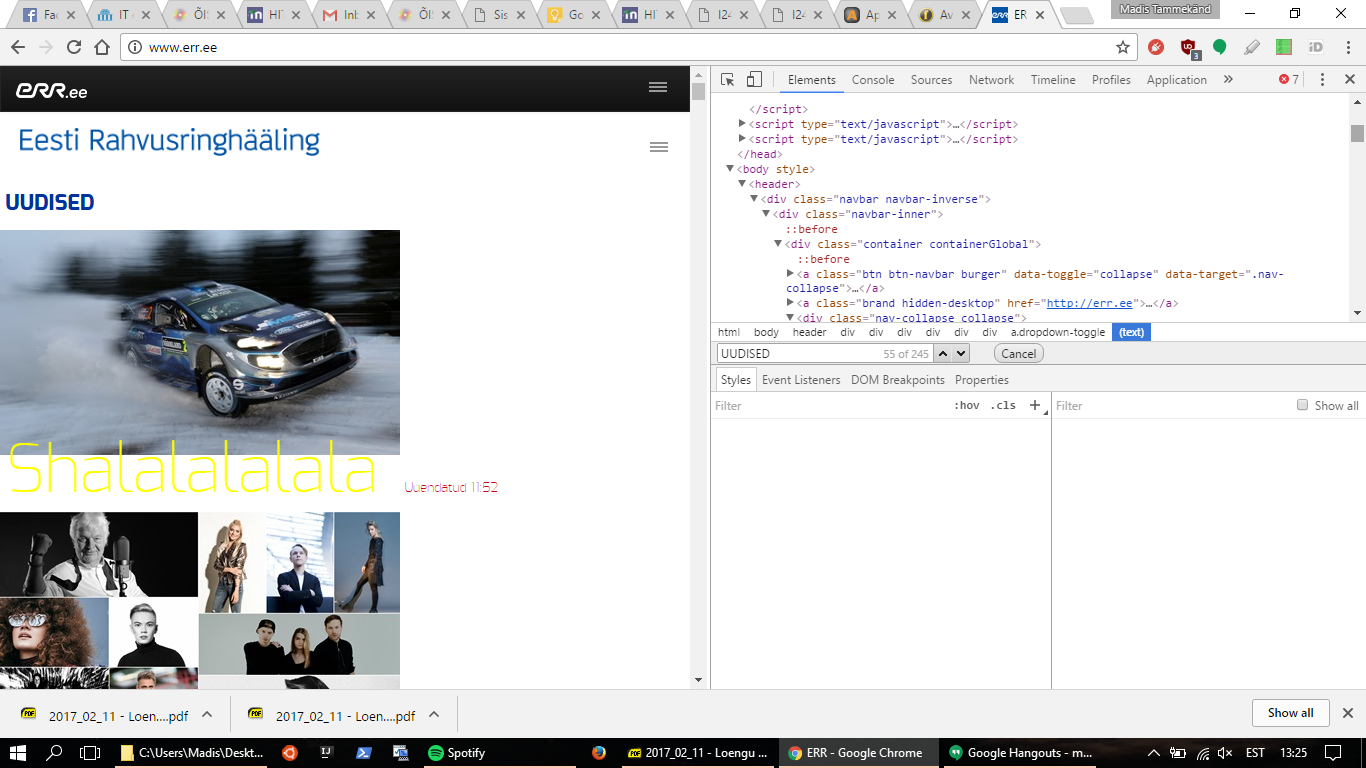 Fac
IT
ÕIS
HIT
Inb
ÕIS
Sis
Go
HIT
I24
I24
Ap
Av
ER
Madis Tammekänd
www.err.ee
3
iD
err.ee
Eesti Rahvusringhääling
UUDISED
Shalalalalala
Uuendatud 11:52
Elements Console Sources Network Timeline Profiles Application » 7
</script>
<script type="text/javascript">…</script>
<script type="text/javascript">…</script>
</head>
<body style>
<header>
<div class="navbar navbar-inverse">
<div class="navbar-inner">
::before
<div class="container containerGlobal">
::before
<a class="btn btn-navbar burger" data-toggle="collapse" data-target=".nav-
collapse">…</a>
<a class="brand hidden-desktop" href="http://err.ee">…</a>
<div class="nav-collapse collapse">
html body header div div div div div div a.dropdown-toggle (text)
UUDISED 55 of 245 Cancel
Styles Event Listeners DOM Breakpoints Properties
Filter :hov .cls + Filter Show all
2017_02_11 - Loen....pdf 2017_02_11 - Loen....pdf Show all
C:\Users\Madis\Deskt... Spotify 2017_02_11 - Loengu ... ERR - Google Chrome Google Hangouts - m... EST 13:25